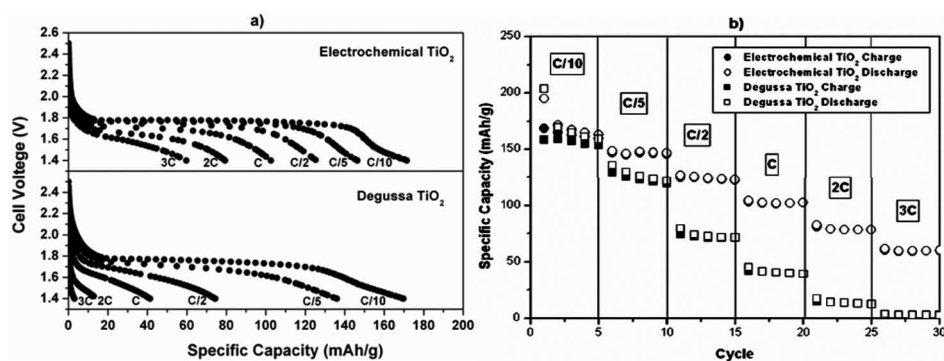 a)
Cell Voltege (V)
2.6
2.4
2.2
2.0
1.8
1.6
1.4
Electrochemical TiO2
3C 2C C C/2 C/5 C/10
2.4
2.2
2.0
1.8
1.6
1.4
Degussa TiO2
3C 2C C C/2 C/5 C/10
0 20 40 60 80 100 120 140 160 180 200
Specific Capacity (mAh/g)
b)
Specific Capacity (mAh/g)
250
200
150
100
50
0
C/10
C/5
C/2
C
2C
3C
Electrochemical TiO2 Charge
Electrochemical TiO2 Discharge
Degussa TiO2 Charge
Degussa TiO2 Discharge
0 5 10 15 20 25 30
Cycle